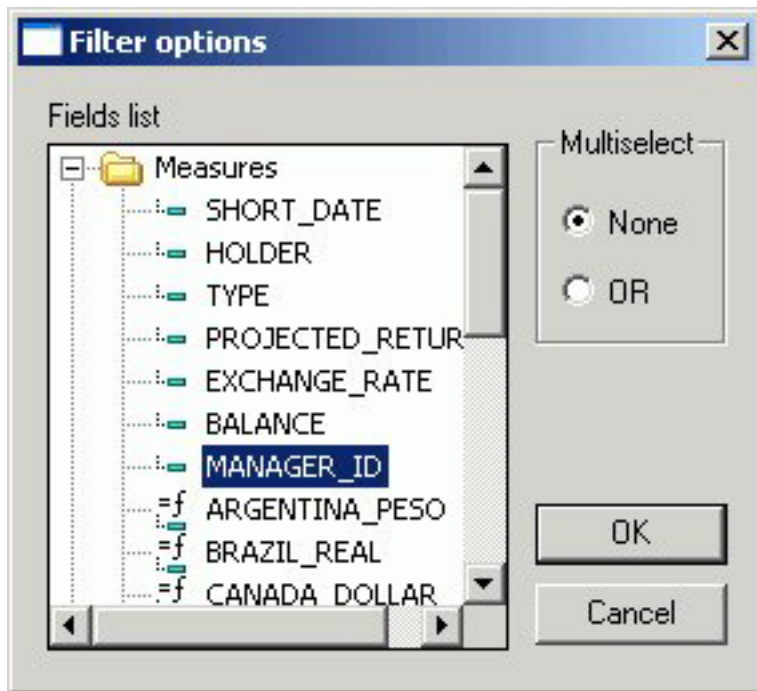 Filter options
Fields list
Measures
SHORT_DATE
HOLDER
TYPE
PROJECTED_RETUR
EXCHANGE_RATE
BALANCE
MANAGER_ID
=f ARGENTINA_PESO
=f BRAZIL_REAL
=f CANADA_DOLLAR
Multiselect
None
OR
OK
Cancel